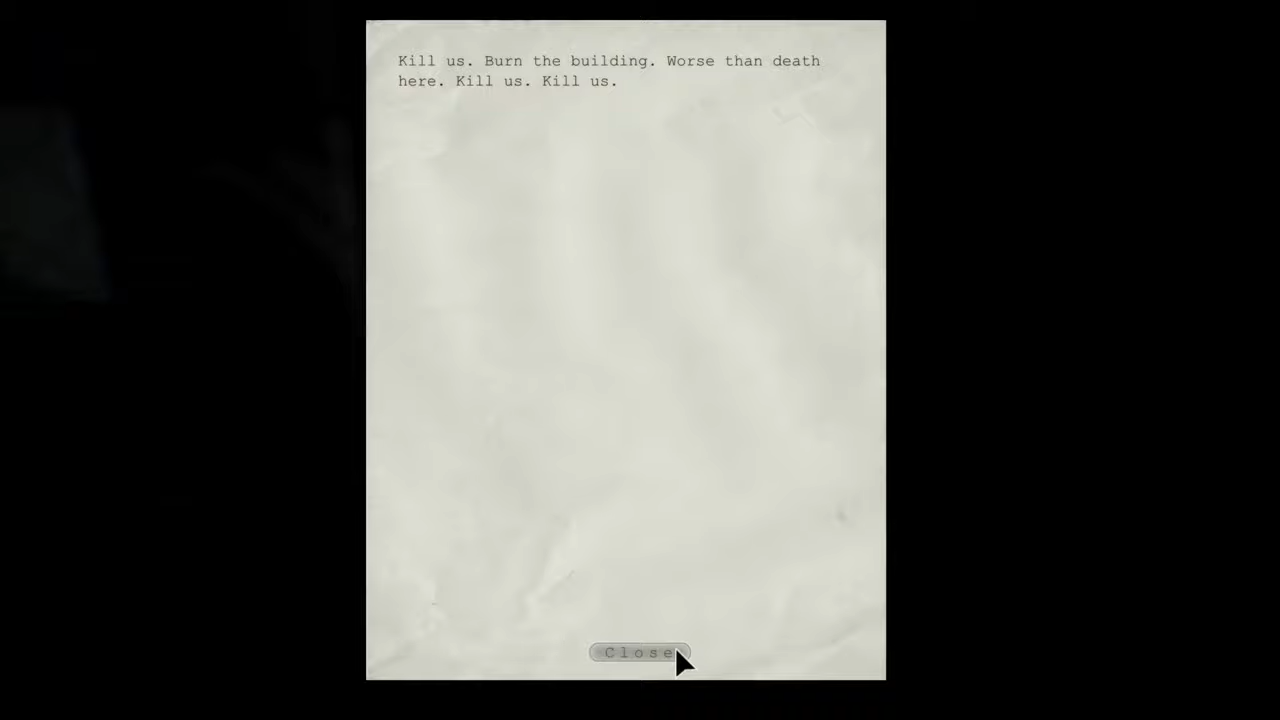 Kill us. Burn the building. Worse than death
here. Kill us. Kill us.
Close